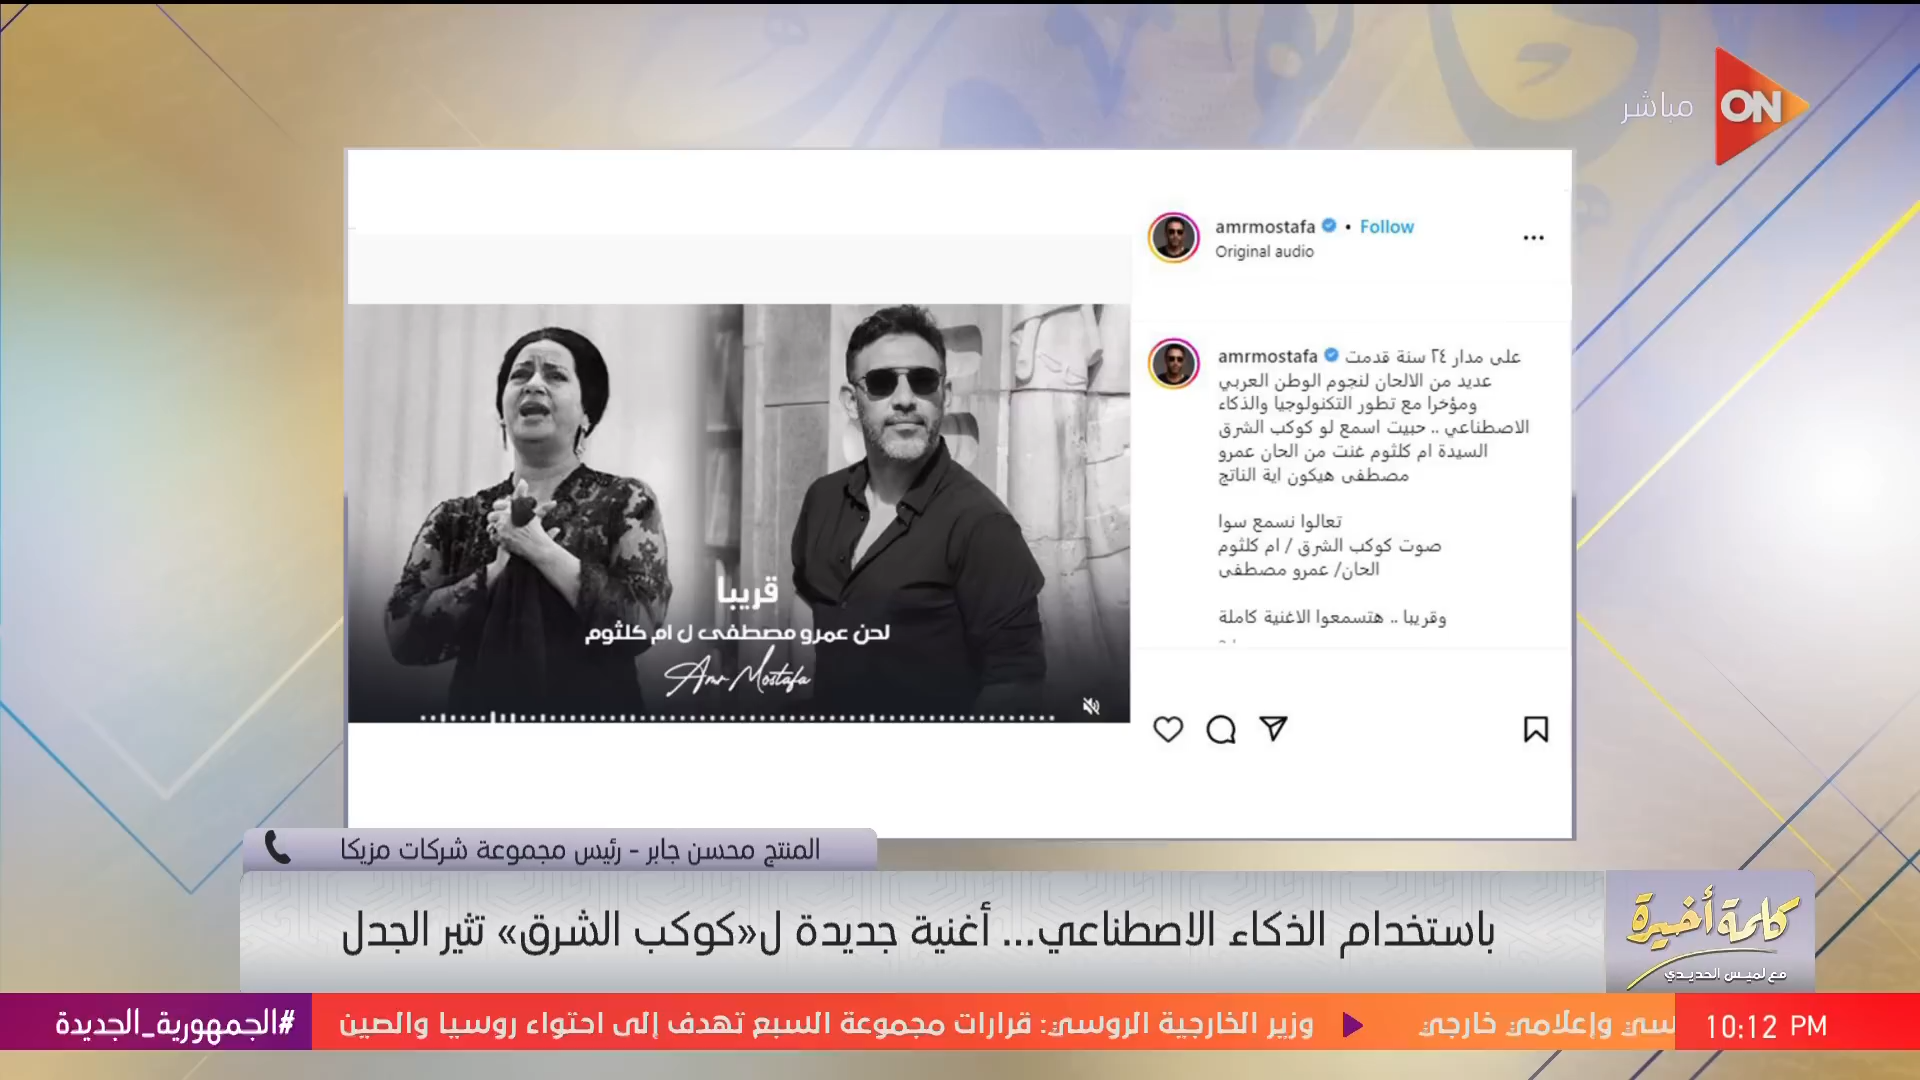 مباشر
ON
amrmostafa • Follow
Original audio
amrmostafa على مدار ٢٤ سنة قدمت
عديد من الالحان لنجوم الوطن العربي
ومؤخرا مع تطور التكنولوجيا والذكاء
الاصطناعي .. حبيت اسمع لو كوكب الشرق
السيدة ام كلثوم غنت من الحان عمرو
مصطفى هيكون اية الناتج
تعالوا نسمع سوا
صوت كوكب الشرق / ام كلثوم
الحان/ عمرو مصطفى
وقريبا .. هتسمعوا الاغنية كاملة
قريبا
لحن عمرو مصطفى ل ام كلثوم
Amr Mostafa
المنتج محسن جابر - رئيس مجموعة شركات مزيكا
باستخدام الذكاء الاصطناعي... أغنية جديدة ل«كوكب الشرق» تثير الجدل
كلمة أخيرة
مع لميس الحديدي
وإعلامي خارجي
وزير الخارجية الروسي: قرارات مجموعة السبع تهدف إلى احتواء روسيا والصين
#الجمهورية_الجديدة
10:12 PM